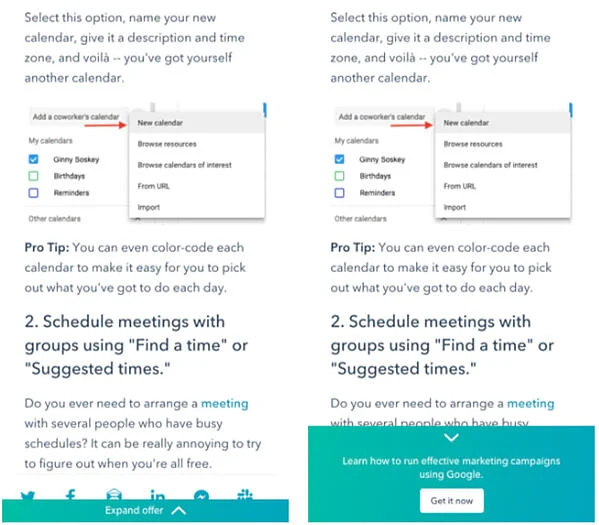 Select this option, name your new
calendar, give it a description and time
zone, and voilà -- you've got yourself
another calendar.
Add a coworker's calendar
New calendar
My calendars
Browse resources
Ginny Soskey
Browse calendars of interest
Birthdays
From URL
Reminders
Import
Other calendars
Pro Tip: You can even color-code each
calendar to make it easy for you to pick
out what you've got to do each day.
2. Schedule meetings with
groups using "Find a time" or
"Suggested times."
Do you ever need to arrange a meeting
with several people who have busy
schedules? It can be really annoying to try
to figure out when you're all free.
Expand offer
Select this option, name your new
calendar, give it a description and time
zone, and voilà -- you've got yourself
another calendar.
Add a coworker's calendar
New calendar
My calendars
Browse resources
Ginny Soskey
Browse calendars of interest
Birthdays
From URL
Reminders
Import
Other calendars
Pro Tip: You can even color-code each
calendar to make it easy for you to pick
out what you've got to do each day.
2. Schedule meetings with
groups using "Find a time" or
"Suggested times."
Do you ever need to arrange a meeting
with several people who have busy
Learn how to run effective marketing campaigns
using Google.
Get it now